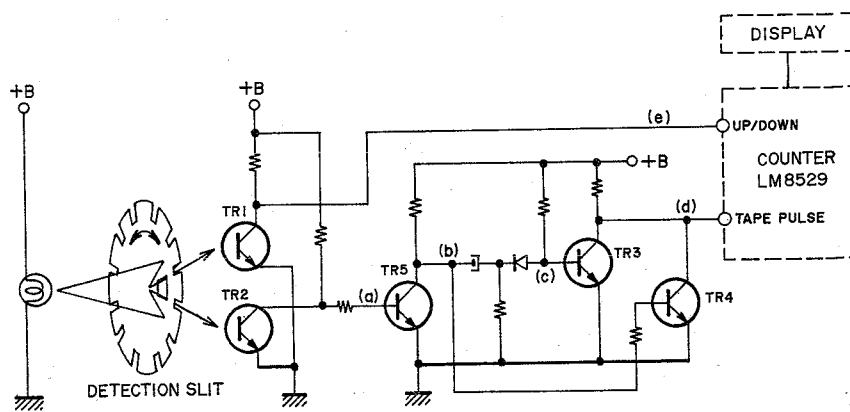 DISPLAY
+B
+B
(e)
UP/DOWN
COUNTER
LM8529
+B
TR1
(d)
TAPE PULSE
(b)
(c)
TR3
TR5
TR4
TR2
(a)
DETECTION SLIT